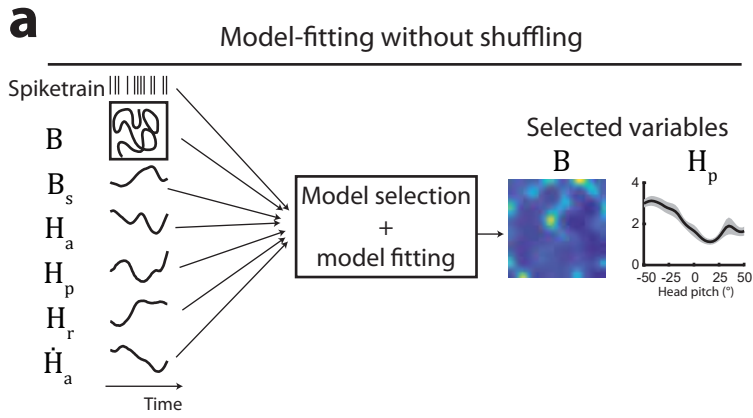 a
Model-fitting without shuffling
Spiketrain
B
Bs
Ha
Hp
Hr
Ḣa
Time
Model selection
+
model fitting
Selected variables
B
Hp
4
2
0
-50 -25 0 25 50
Head pitch (°)